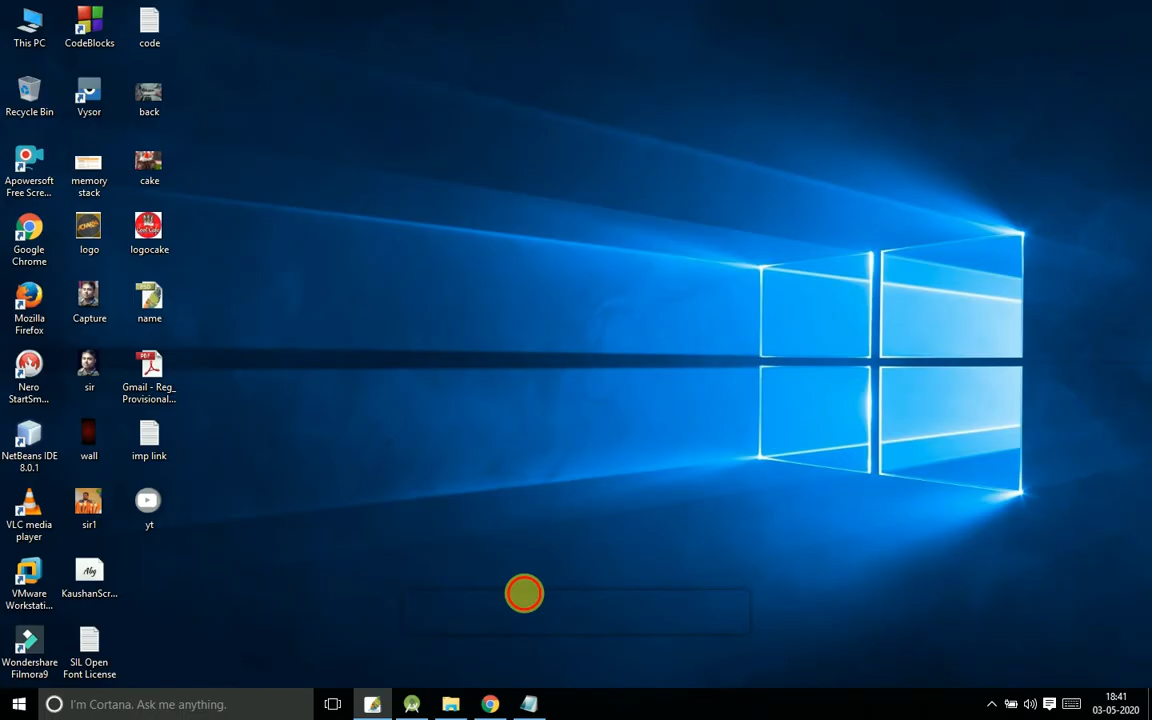 This PC
CodeBlocks
code
Recycle Bin
Vysor
back
Apowersoft
Free Scre...
memory
stack
cake
Google
Chrome
logo
logocake
Mozilla
Firefox
Capture
name
Nero
StartSm...
sir
Gmail - Reg_
Provisional...
NetBeans IDE
8.0.1
wall
imp link
VLC media
player
sir1
yt
VMware
Workstati...
KaushanScr...
Wondershare
Filmora9
SIL Open
Font License
I'm Cortana. Ask me anything.
18:41
03-05-2020